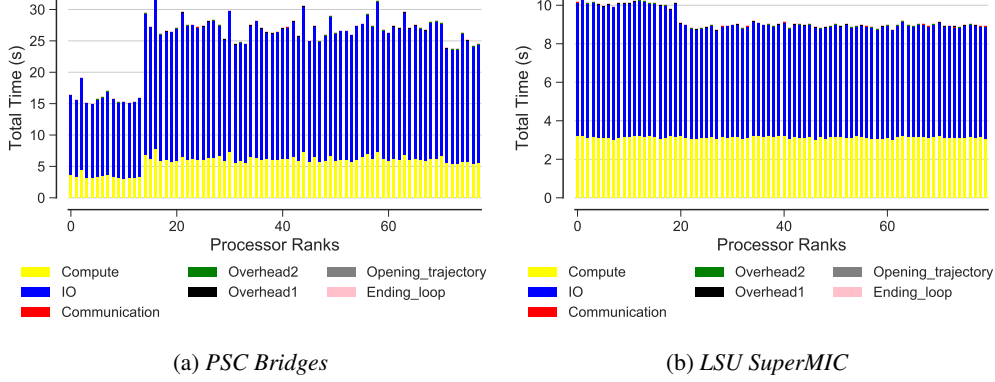 Total Time (s)
30
25
20
15
10
5
0
0 20 40 60
Processor Ranks
Compute Overhead2 Opening_trajectory
IO Overhead1 Ending_loop
Communication
(a) PSC Bridges
Total Time (s)
10
8
6
4
2
0
0 20 40 60
Processor Ranks
Compute Overhead2 Opening_trajectory
IO Overhead1 Ending_loop
Communication
(b) LSU SuperMIC